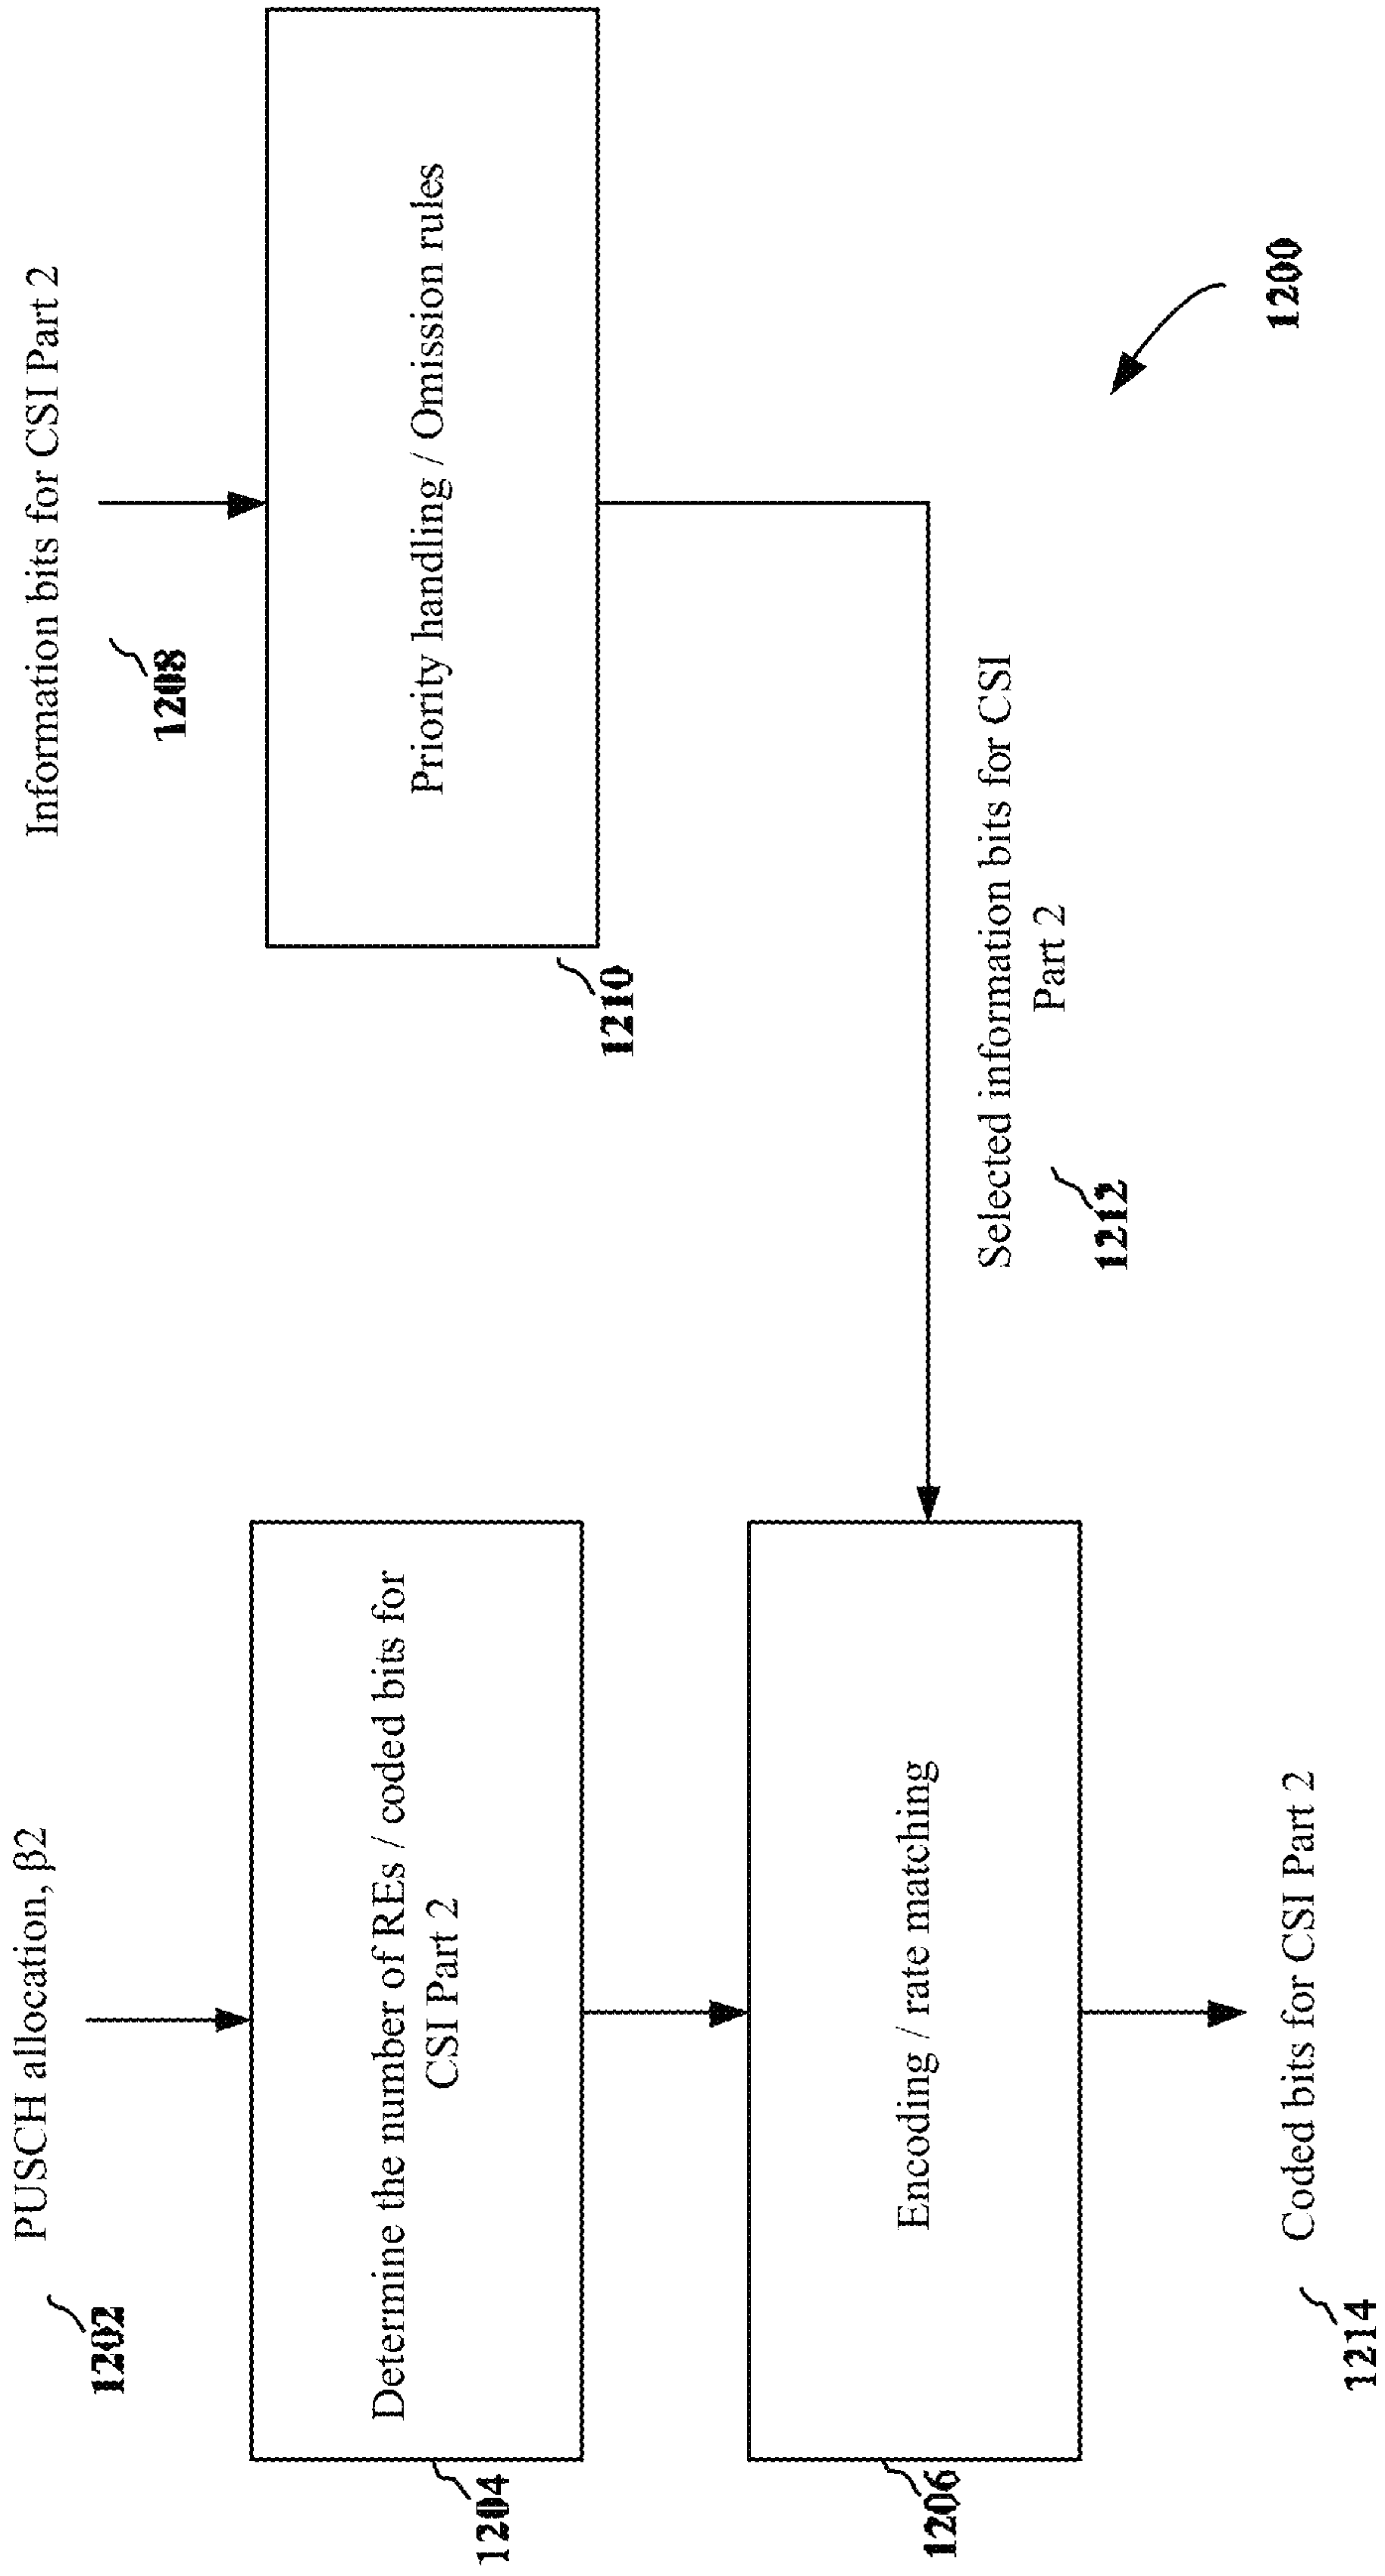 PUSCH allocation, β2
1202
Determine the number of REs / coded bits for
CSI Part 2
1204
Encoding / rate matching
1206
Coded bits for CSI Part 2
1214
Information bits for CSI Part 2
1208
Priority handling / Omission rules
1210
Selected information bits for CSI
Part 2
1212
1200